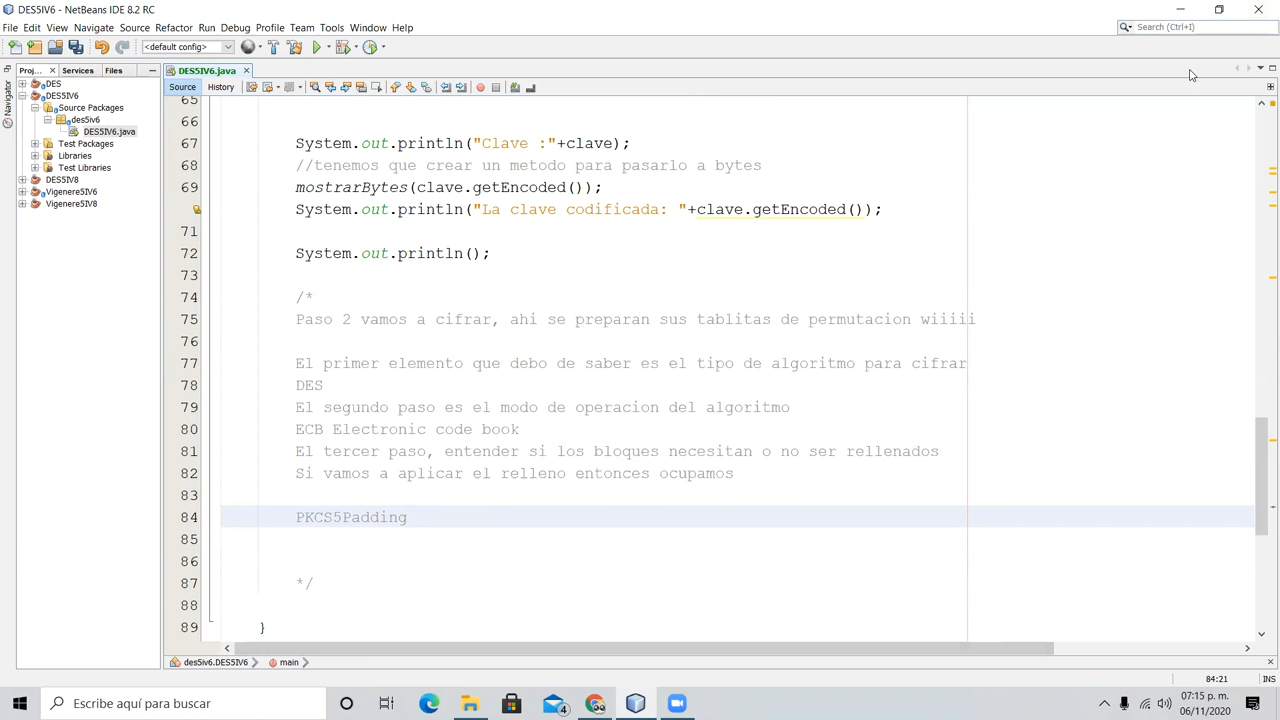 DES5IV6 - NetBeans IDE 8.2 RC
File Edit View Navigate Source Refactor Run Debug Profile Team Tools Window Help
Search (Ctrl+I)
<default config>
Proj... Services Files
DES5IV6.java
Navigator
Source History
DES
DES5IV6
Source Packages
des5iv6
DES5IV6.java
Test Packages
Libraries
Test Libraries
DES5IV8
Vigenere5IV6
Vigenere5IV8
65
66
67 System.out.println("Clave :"+clave);
68 //tenemos que crear un metodo para pasarlo a bytes
69 mostrarBytes(clave.getEncoded());
System.out.println("La clave codificada: "+clave.getEncoded());
71
72 System.out.println();
73
74 /*
75 Paso 2 vamos a cifrar, ahi se preparan sus tablitas de permutacion wiiiii
76
77 El primer elemento que debo de saber es el tipo de algoritmo para cifrar
78 DES
79 El segundo paso es el modo de operacion del algoritmo
80 ECB Electronic code book
81 El tercer paso, entender si los bloques necesitan o no ser rellenados
82 Si vamos a aplicar el relleno entonces ocupamos
83
84 PKCS5Padding
85
86
87 */
88
89 }
des5iv6.DES5IV6 main
84:21 INS
Escribe aquí para buscar
4
07:15 p. m.
06/11/2020